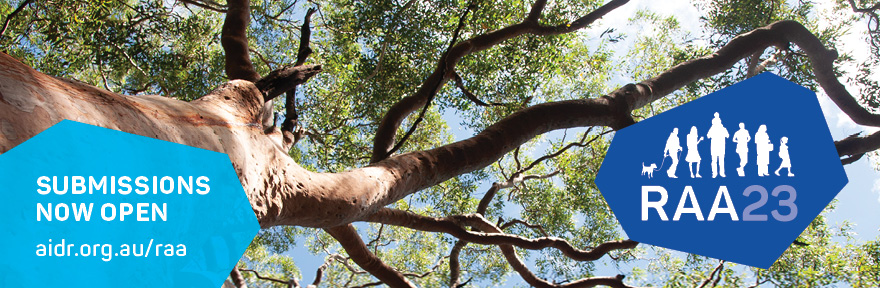 SUBMISSIONS
NOW OPEN
aidr.org.au/raa
RAA23